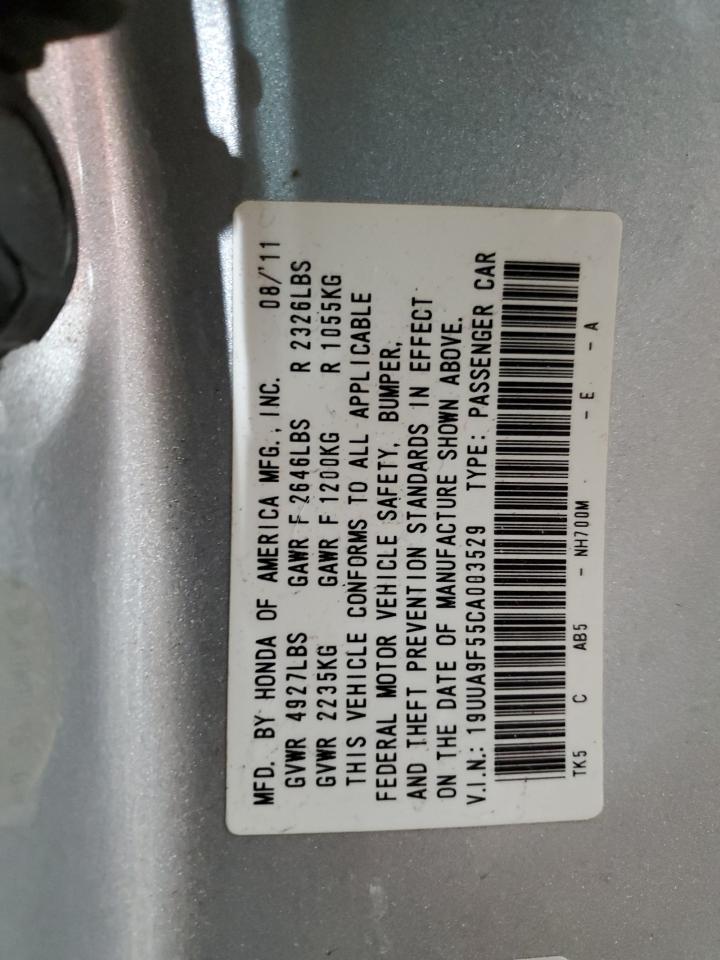 MFD. BY HONDA OF AMERICA MFG., INC. 08/'11
GVWR 4927LBS GAWR F 2646LBS R 2326LBS
GVWR 2235KG GAWR F 1200KG R 1055KG
THIS VEHICLE CONFORMS TO ALL APPLICABLE
FEDERAL MOTOR VEHICLE SAFETY, BUMPER,
AND THEFT PREVENTION STANDARDS IN EFFECT
ON THE DATE OF MANUFACTURE SHOWN ABOVE.
V.I.N.: 19UUA9F55CA003529 TYPE: PASSENGER CAR
TK5 C AB5 - NH700M - E - A